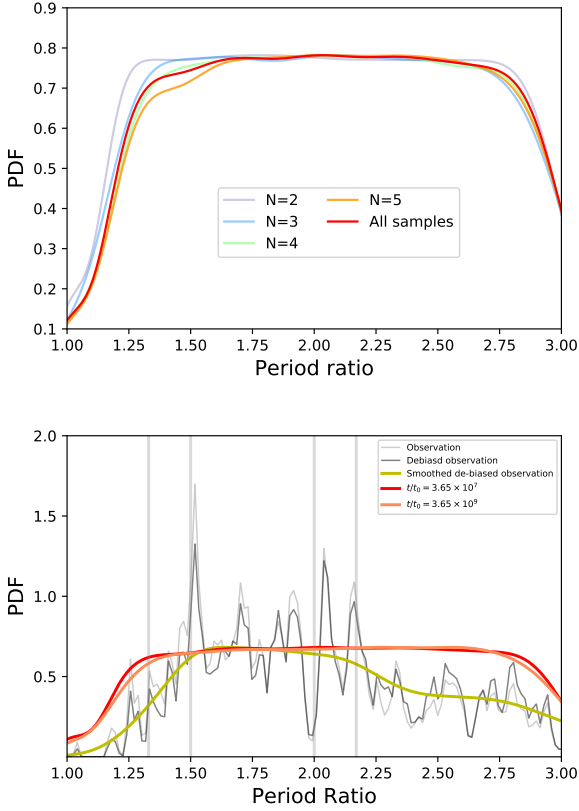 0.9
0.8
0.7
0.6
0.5
0.4
0.3
0.2
0.1
PDF
N=2
N=3
N=4
N=5
All samples
1.00 1.25 1.50 1.75 2.00 2.25 2.50 2.75 3.00
Period ratio
2.0
1.5
1.0
0.5
PDF
Observation
Debiasd observation
Smoothed de-biased observation
t/t₀ = 3.65 × 10⁷
t/t₀ = 3.65 × 10⁹
1.00 1.25 1.50 1.75 2.00 2.25 2.50 2.75 3.00
Period Ratio